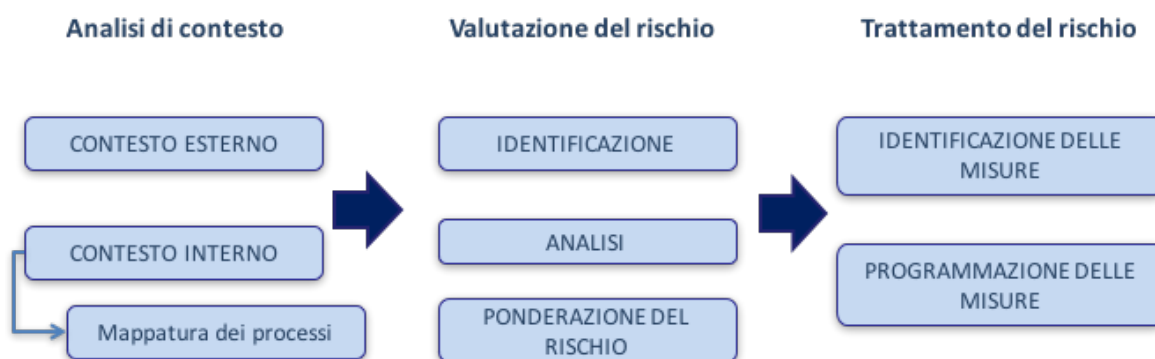 Analisi di contesto
CONTESTO ESTERNO
CONTESTO INTERNO
Mappatura dei processi
Valutazione del rischio
IDENTIFICAZIONE
ANALISI
PONDERAZIONE DEL
RISCHIO
Trattamento del rischio
IDENTIFICAZIONE DELLE
MISURE
PROGRAMMAZIONE DELLE
MISURE